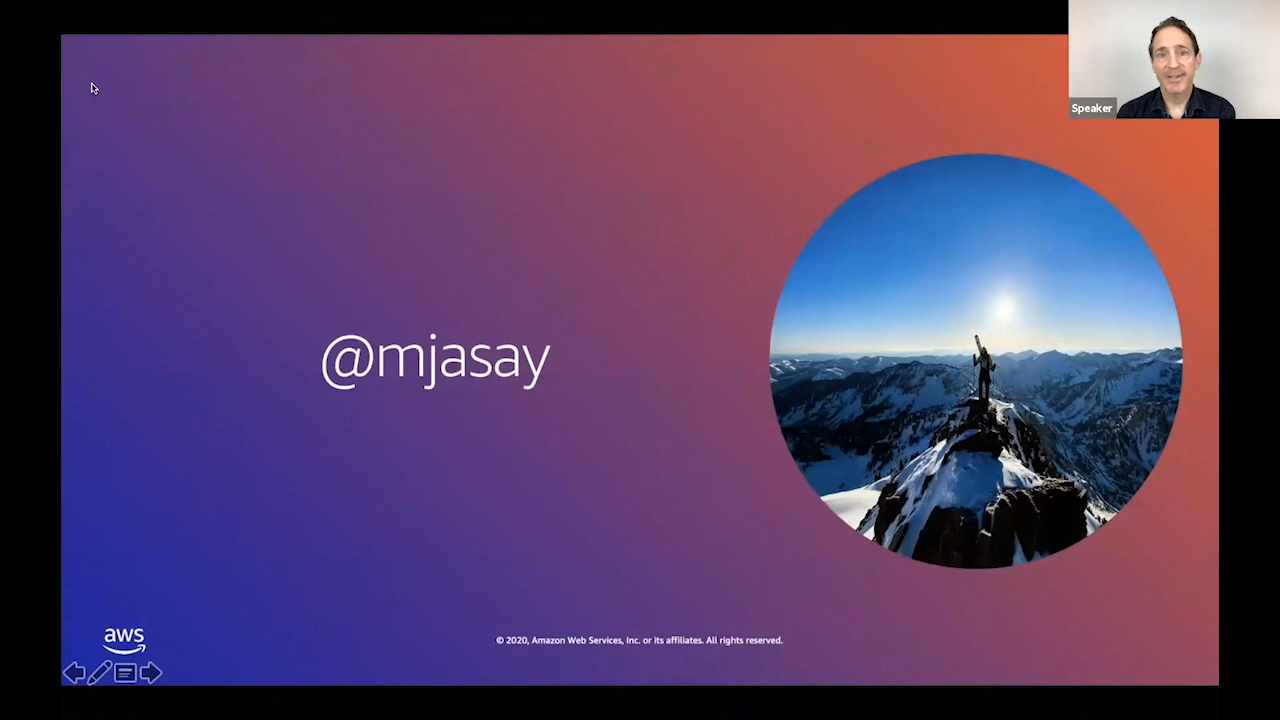 Speaker
@mjasay
aws
© 2020, Amazon Web Services, Inc. or its affiliates. All rights reserved.